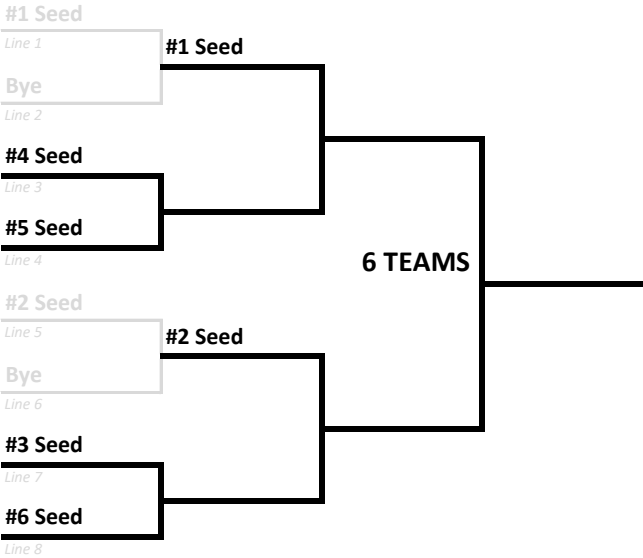 #1 Seed
Line 1
#1 Seed
Bye
Line 2
#4 Seed
Line 3
#5 Seed
Line 4
6 TEAMS
#2 Seed
Line 5
#2 Seed
Bye
Line 6
#3 Seed
Line 7
#6 Seed
Line 8